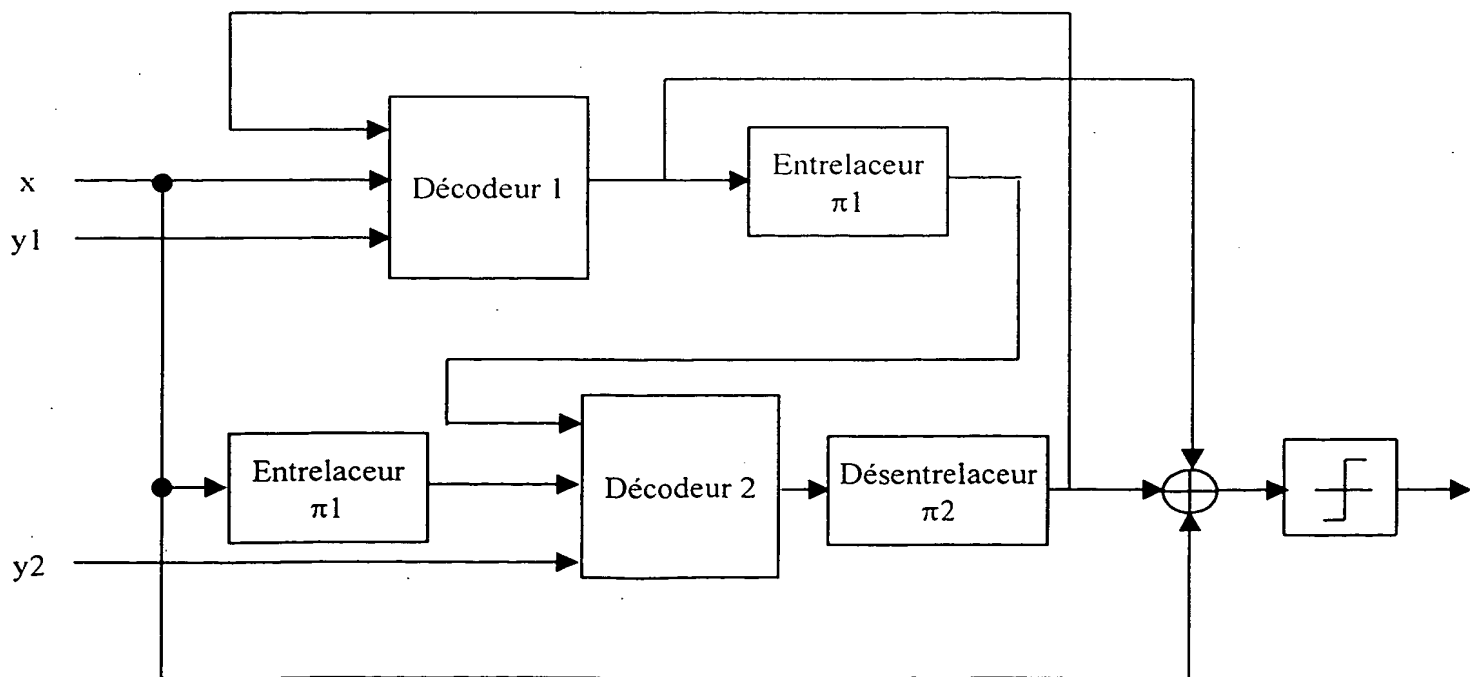 x
y1
Décodeur 1
Entrelaceur
π1
Entrelaceur
π1
y2
Décodeur 2
Désentrelaceur
π2